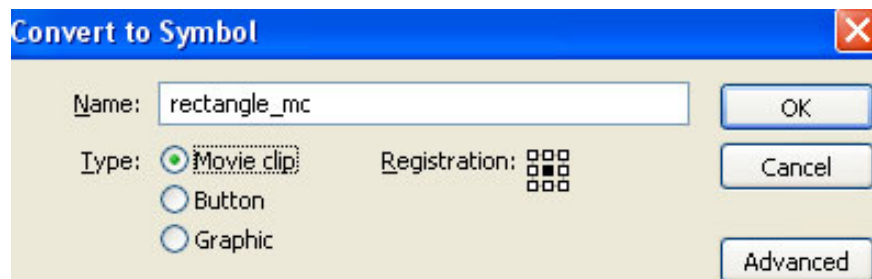 Convert to Symbol
Name: rectangle_mc
OK
Type: Movie clip Registration:
Cancel
Button
Graphic
Advanced